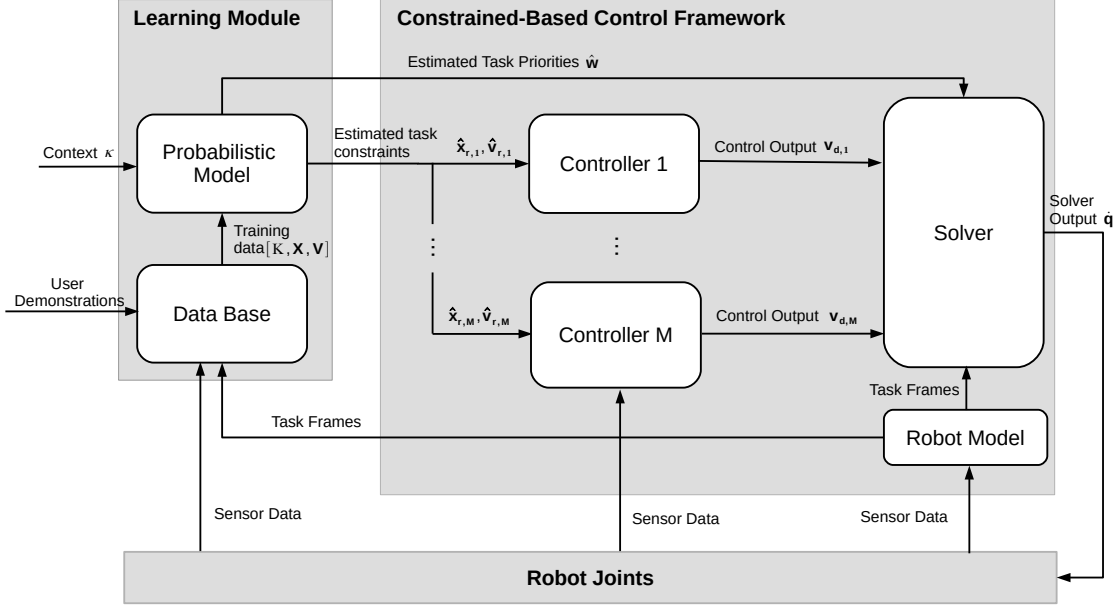 Learning Module
Constrained-Based Control Framework
Estimated Task Priorities ŵ
Context κ
Probabilistic
Model
Estimated task
constraints
x̂r,1, v̂r,1
Controller 1
Control Output vd,1
Solver
Solver
Output q̇
Training
data[K, X, V]
⋮
⋮
User
Demonstrations
Data Base
x̂r,M, v̂r,M
Controller M
Control Output vd,M
Task Frames
Task Frames
Robot Model
Sensor Data
Sensor Data
Sensor Data
Robot Joints